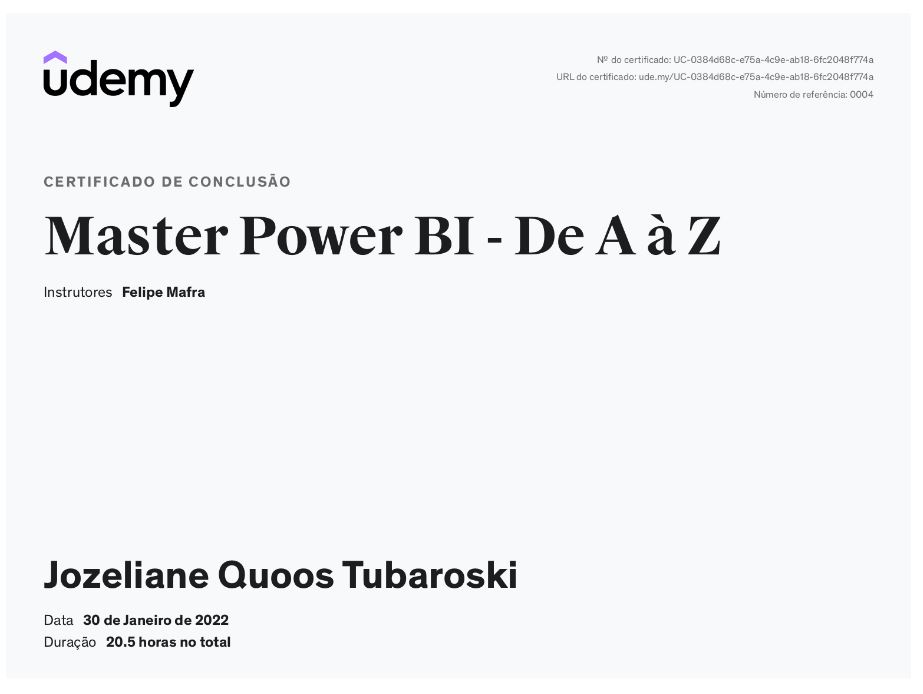 udemy
Nº do certificado: UC-0384d68c-e75a-4c9e-ab18-6fc2048f774a
URL do certificado: ude.my/UC-0384d68c-e75a-4c9e-ab18-6fc2048f774a
Número de referência: 0004
CERTIFICADO DE CONCLUSÃO
Master Power BI - De A à Z
Instrutores Felipe Mafra
Jozeliane Quoos Tubaroski
Data 30 de Janeiro de 2022
Duração 20.5 horas no total